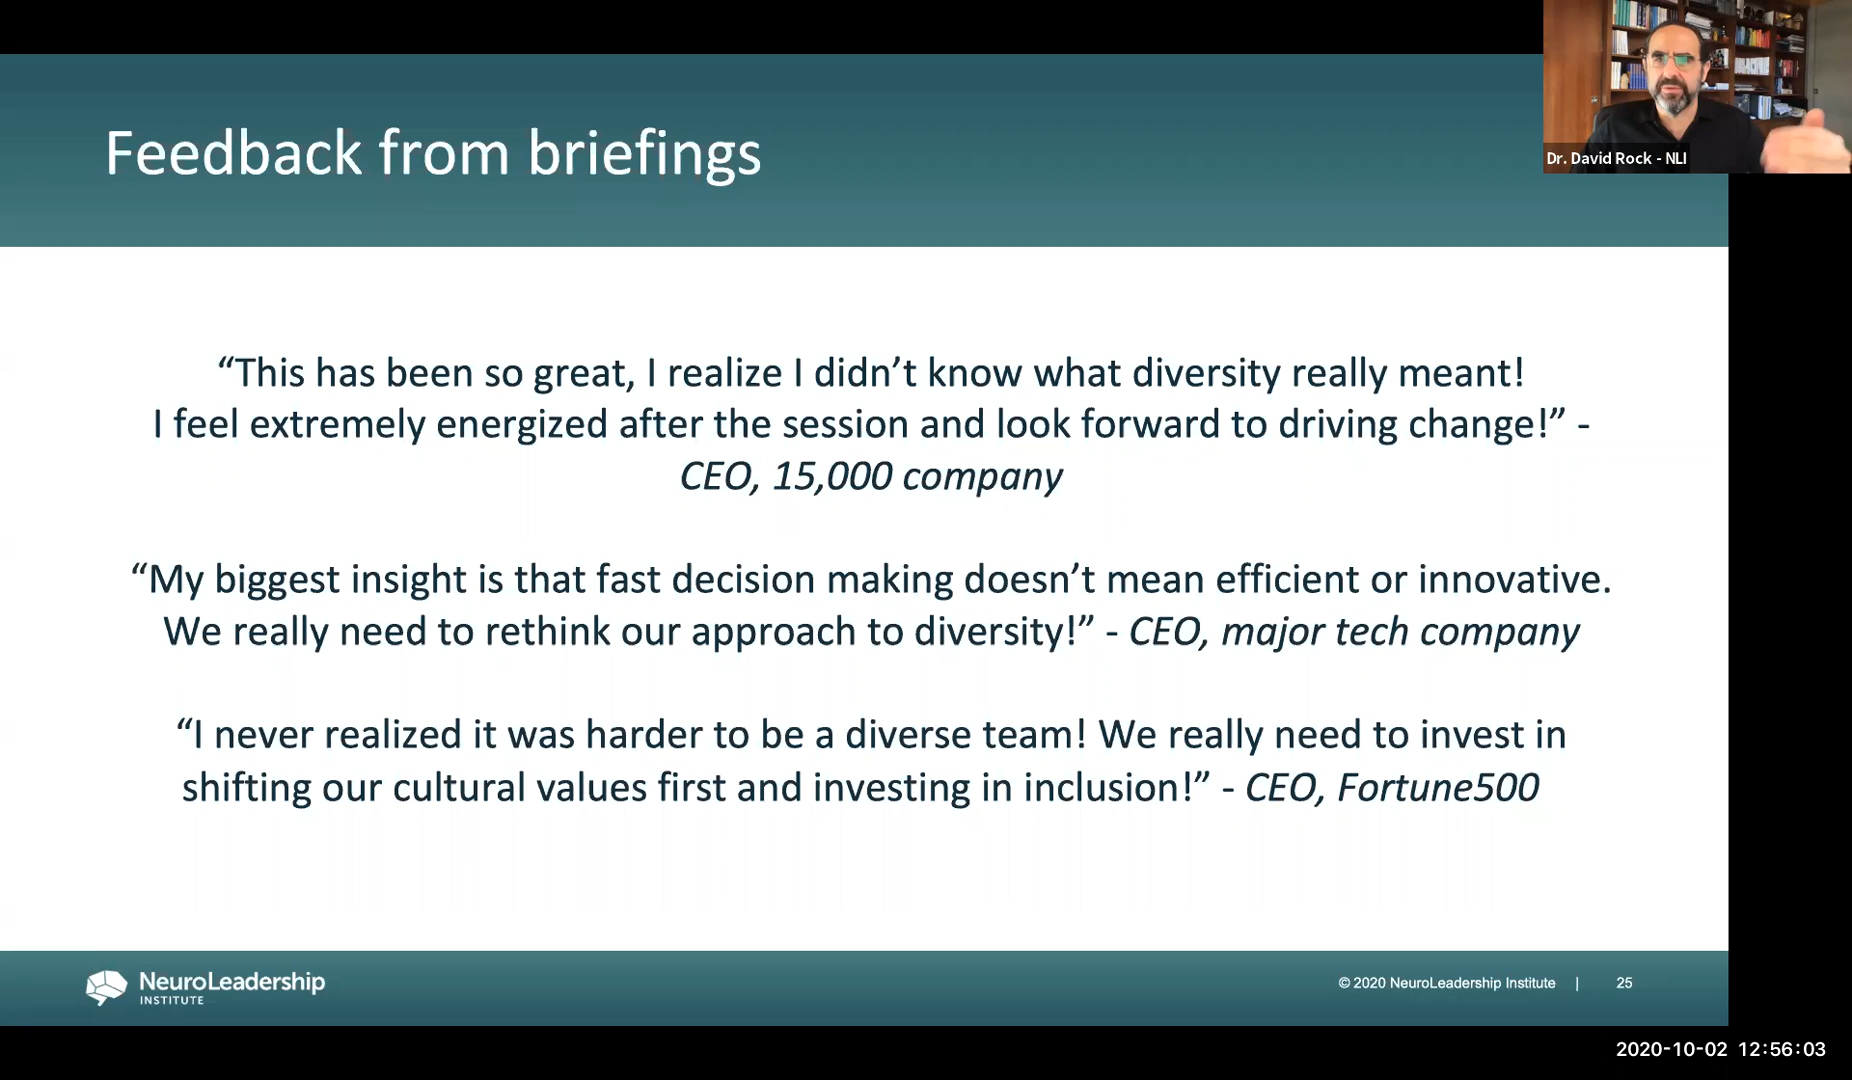 Feedback from briefings
Dr. David Rock - NLI
“This has been so great, I realize I didn’t know what diversity really meant!
I feel extremely energized after the session and look forward to driving change!” -
CEO, 15,000 company
“My biggest insight is that fast decision making doesn’t mean efficient or innovative.
We really need to rethink our approach to diversity!” - CEO, major tech company
“I never realized it was harder to be a diverse team! We really need to invest in
shifting our cultural values first and investing in inclusion!” - CEO, Fortune500
NeuroLeadership
INSTITUTE
© 2020 NeuroLeadership Institute | 25
2020-10-02 12:56:03